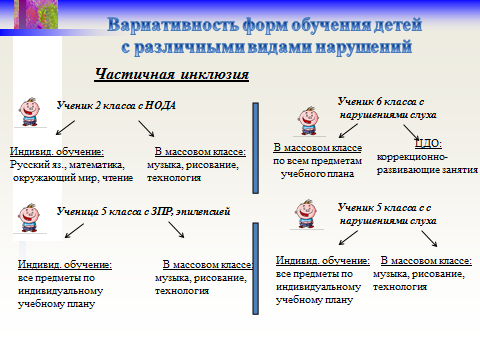 Вариативность форм обучения детей
с различными видами нарушений
Частичная инклюзия
Ученик 2 класса с НОДА
Индивид. обучение:
Русский яз., математика,
окружающий мир, чтение
В массовом классе:
музыка, рисование,
технология
Ученик 6 класса с
нарушениями слуха
В массовом классе
по всем предметам
учебного плана
ЦДО:
коррекционно-
развивающие занятия
Ученица 5 класса с ЗПР, эпилепсией
Индивид. обучение:
все предметы по
индивидуальному
учебному плану
В массовом классе:
музыка, рисование,
технология
Ученик 5 класса с с
нарушениями слуха
Индивид. обучение:
все предметы по
индивидуальному
учебному плану
В массовом классе:
музыка, рисование,
технология